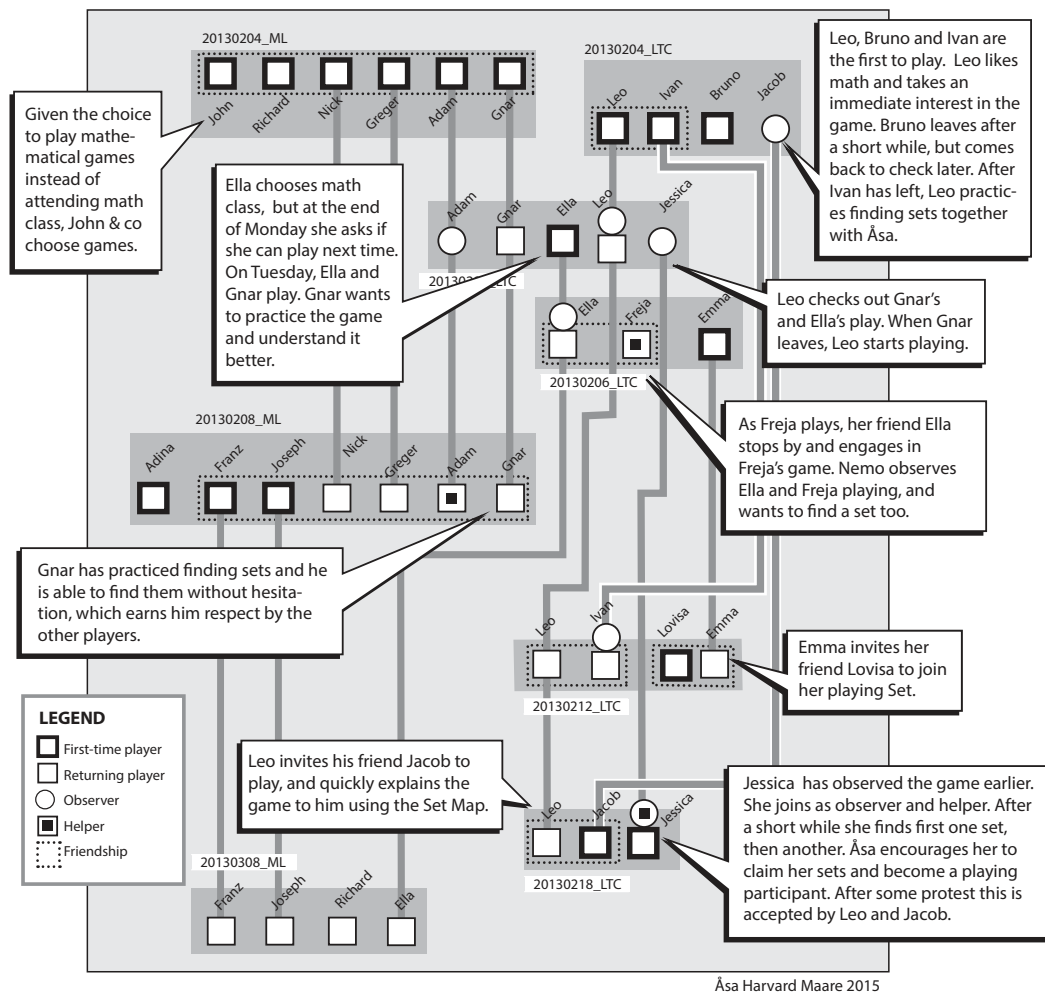 20130204_ML
John
Richard
Nick
Greger
Adam
Gnar
20130204_LTC
Leo
Ivan
Bruno
Jacob
Leo, Bruno and Ivan are
the first to play. Leo likes
math and takes an
immediate interest in the
game. Bruno leaves after
a short while, but comes
back to check later. After
Ivan has left, Leo practic-
es finding sets together
with Åsa.
Given the choice
to play mathe-
matical games
instead of
attending math
class, John & co
choose games.
Ella chooses math
class, but at the end
of Monday she asks if
she can play next time.
On Tuesday, Ella and
Gnar play. Gnar wants
to practice the game
and understand it
better.
Adam
Gnar
Ella
Leo
Jessica
Leo checks out Gnar's
and Ella's play. When Gnar
leaves, Leo starts playing.
Ella
Freja
Emma
20130206_LTC
As Freja plays, her friend Ella
stops by and engages in
Freja's game. Nemo observes
Ella and Freja playing, and
wants to find a set too.
20130208_ML
Adina
Franz
Joseph
Nick
Greger
Adam
Gnar
Gnar has practiced finding sets and he
is able to find them without hesita-
tion, which earns him respect by the
other players.
Leo
Ivan
Lovisa
Emma
20130212_LTC
Emma invites her
friend Lovisa to join
her playing Set.
LEGEND
First-time player
Returning player
Observer
Helper
Friendship
Leo invites his friend Jacob to
play, and quickly explains the
game to him using the Set Map.
Leo
Jacob
Jessica
20130218_LTC
Jessica has observed the game earlier.
She joins as observer and helper. After
a short while she finds first one set,
then another. Åsa encourages her to
claim her sets and become a playing
participant. After some protest this is
accepted by Leo and Jacob.
20130308_ML
Franz
Joseph
Richard
Ella
Åsa Harvard Maare 2015